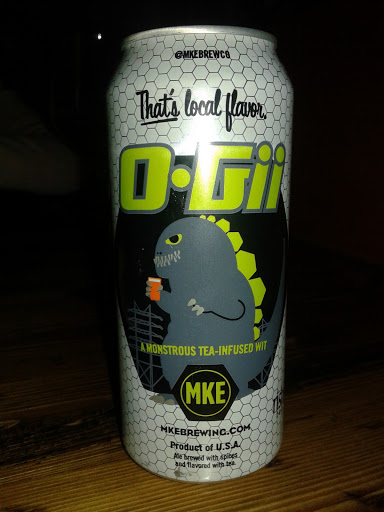 @MKEBREWCO
That's local flavor.
O·Gii
A MONSTROUS TEA-INFUSED WIT
MKE
MKEBREWING.COM
Product of U.S.A.
Ale brewed with spices
and flavored with tea.